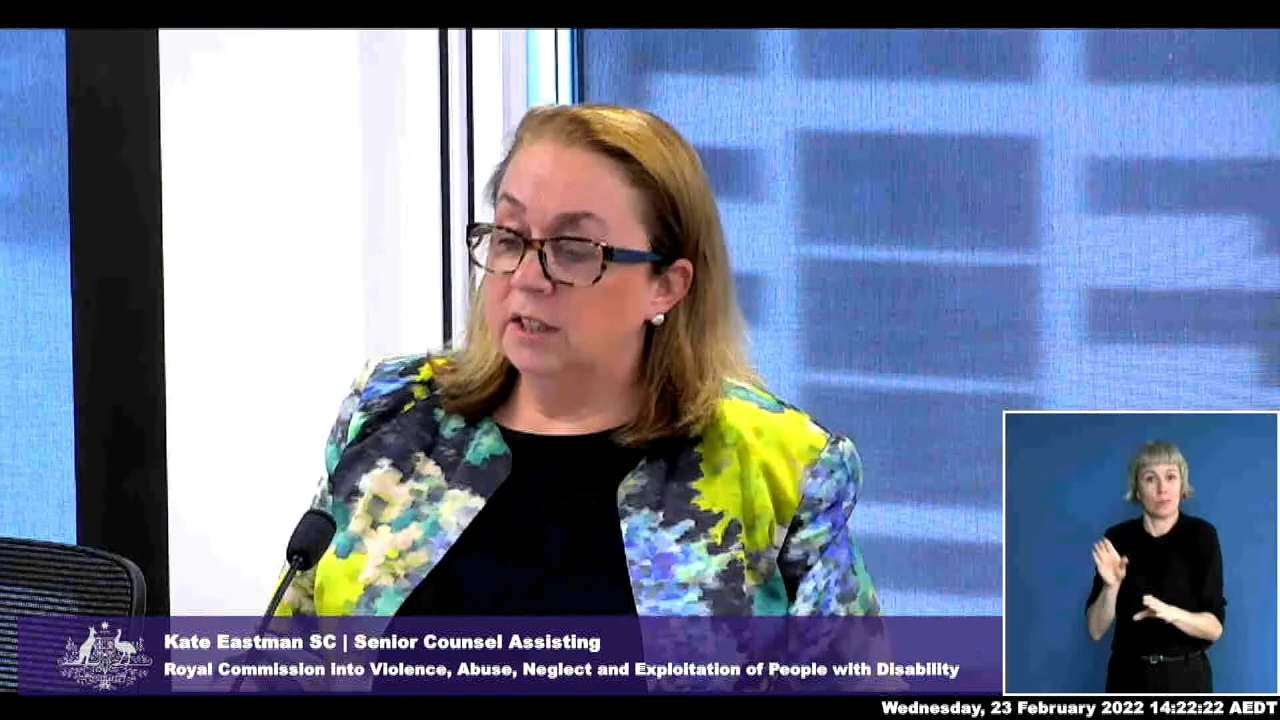 Kate Eastman SC | Senior Counsel Assisting
Royal Commission into Violence, Abuse, Neglect and Exploitation of People with Disability
Wednesday, 23 February 2022 14:22:22 AEDT